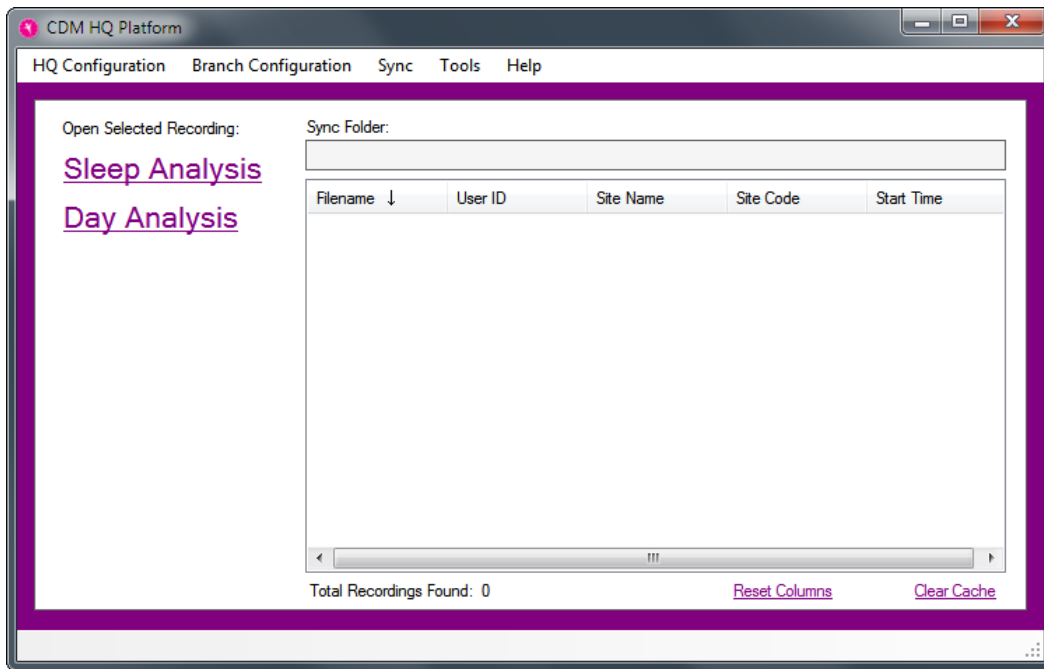 CDM HQ Platform
HQ Configuration Branch Configuration Sync Tools Help
Open Selected Recording:
Sleep Analysis
Day Analysis
Sync Folder:
Filename ↓ User ID Site Name Site Code Start Time
Total Recordings Found: 0 Reset Columns Clear Cache